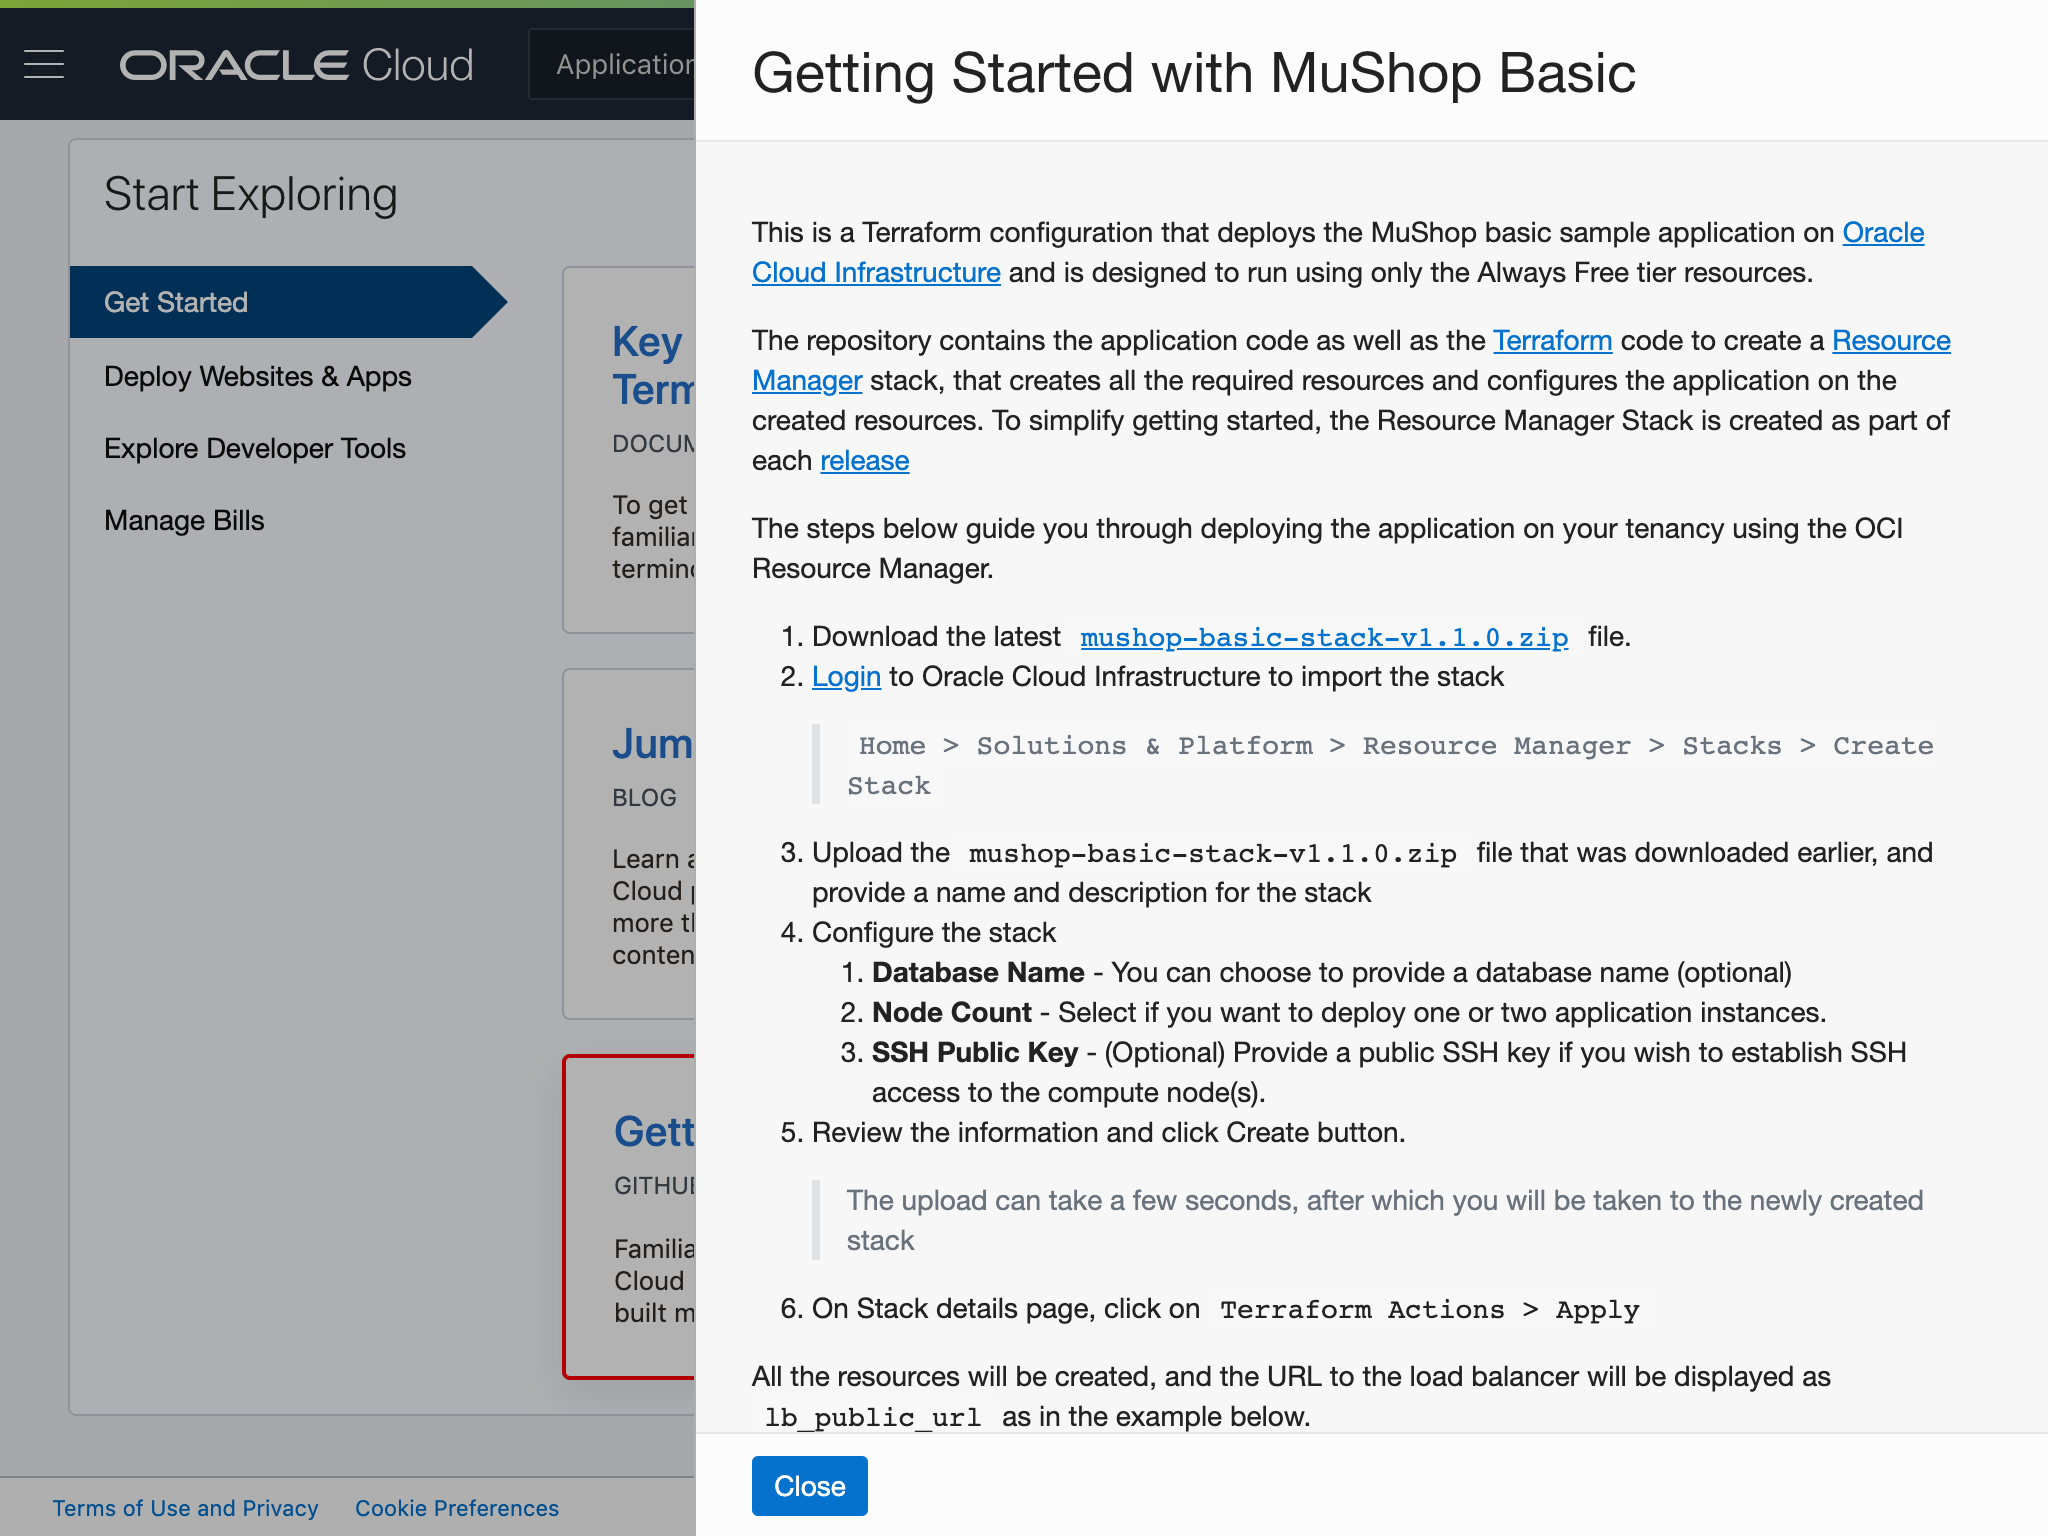 ORACLE Cloud
Application
Start Exploring
Get Started
Deploy Websites & Apps
Explore Developer Tools
Manage Bills
Key
Term
DOCUM
To get
familiar
Jum
BLOG
Learn a
Cloud
more t
conten
Gett
GITHUB
Familia
Cloud
built m
Terms of Use and Privacy
Cookie Preferences
Getting Started with MuShop Basic
This is a Terraform configuration that deploys the MuShop basic sample application on Oracle
Cloud Infrastructure and is designed to run using only the Always Free tier resources.
The repository contains the application code as well as the Terraform code to create a Resource
Manager stack, that creates all the required resources and configures the application on the
created resources. To simplify getting started, the Resource Manager Stack is created as part of
each release
The steps below guide you through deploying the application on your tenancy using the OCI
Resource Manager.
1. Download the latest mushop-basic-stack-v1.1.0.zip file.
2. Login to Oracle Cloud Infrastructure to import the stack
Home > Solutions & Platform > Resource Manager > Stacks > Create
Stack
3. Upload the mushop-basic-stack-v1.1.0.zip file that was downloaded earlier, and
provide a name and description for the stack
4. Configure the stack
1. Database Name - You can choose to provide a database name (optional)
2. Node Count - Select if you want to deploy one or two application instances.
3. SSH Public Key - (Optional) Provide a public SSH key if you wish to establish SSH
access to the compute node(s).
5. Review the information and click Create button.
The upload can take a few seconds, after which you will be taken to the newly created
stack
6. On Stack details page, click on Terraform Actions > Apply
All the resources will be created, and the URL to the load balancer will be displayed as
lb_public_url as in the example below.
Close